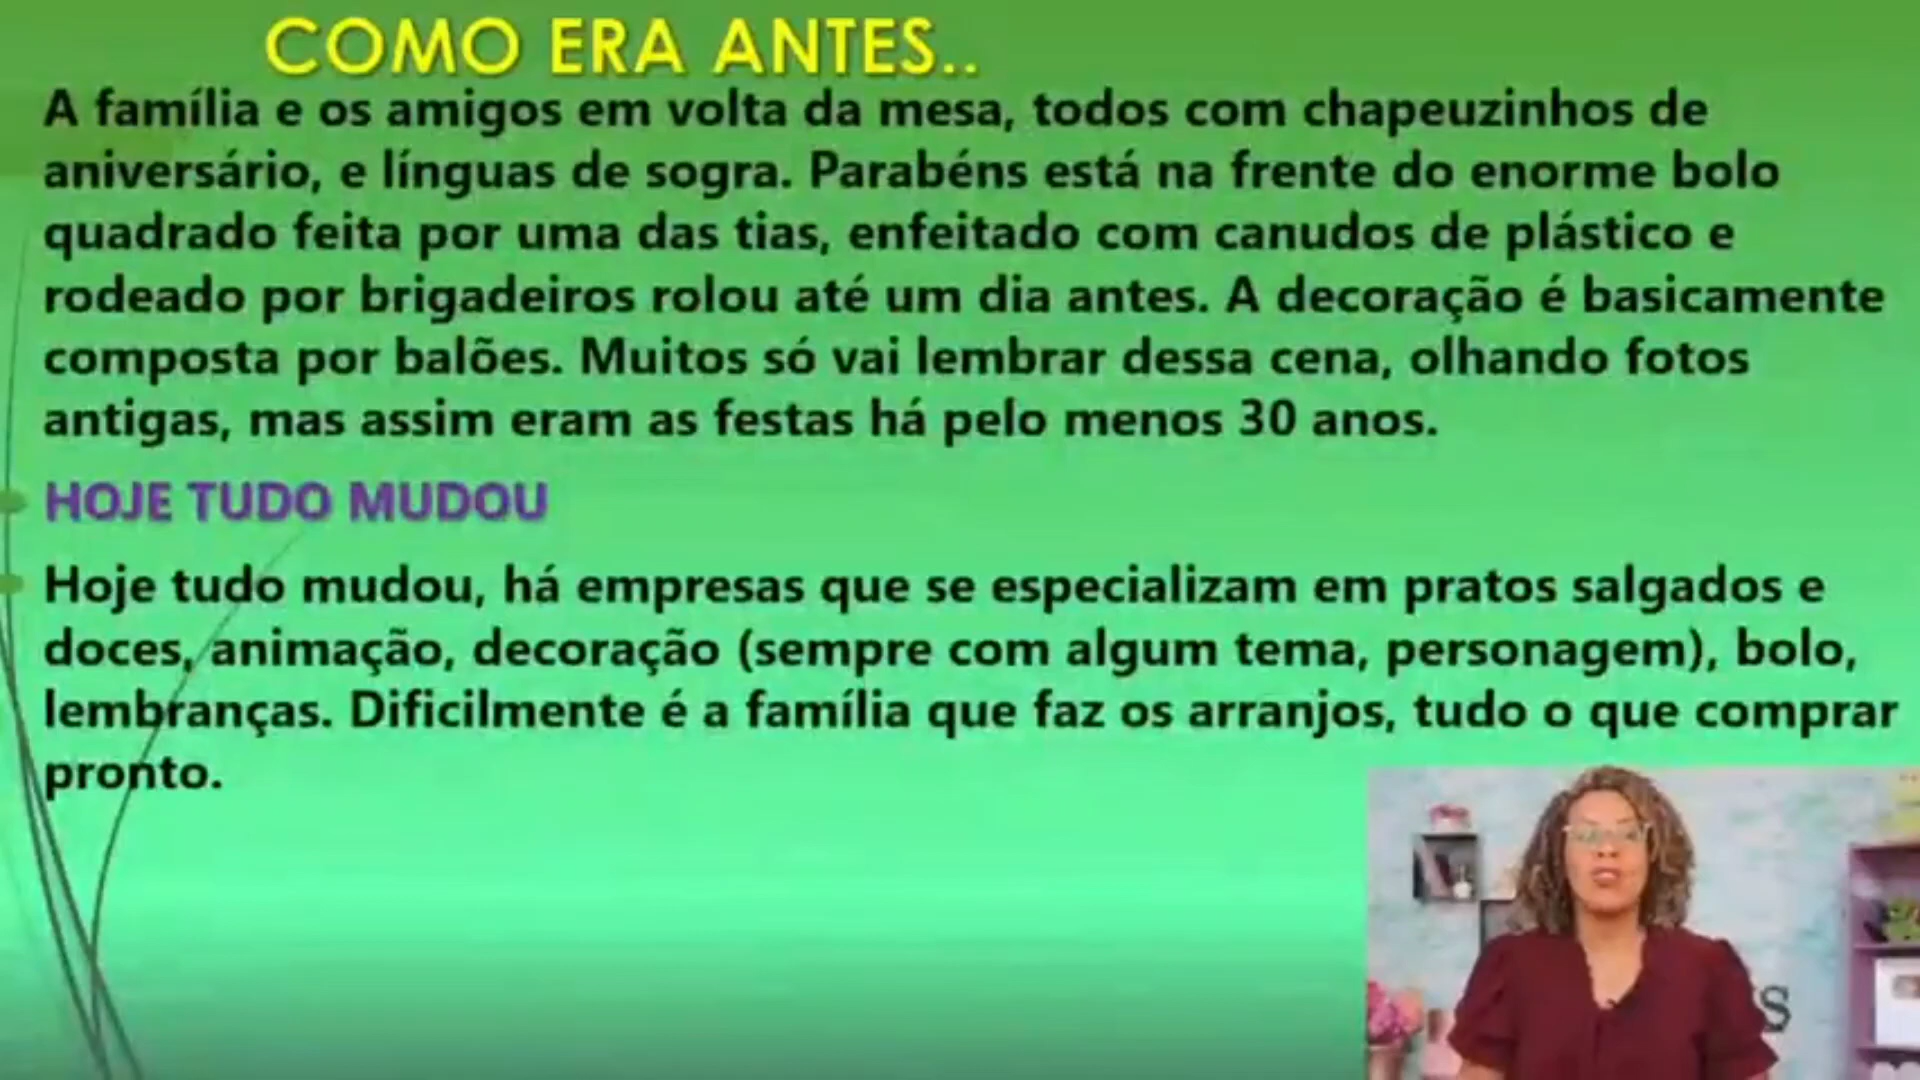 COMO ERA ANTES..
A família e os amigos em volta da mesa, todos com chapeuzinhos de
aniversário, e línguas de sogra. Parabéns está na frente do enorme bolo
quadrado feita por uma das tias, enfeitado com canudos de plástico e
rodeado por brigadeiros rolou até um dia antes. A decoração é basicamente
composta por balões. Muitos só vai lembrar dessa cena, olhando fotos
antigas, mas assim eram as festas há pelo menos 30 anos.
HOJE TUDO MUDOU
Hoje tudo mudou, há empresas que se especializam em pratos salgados e
doces, animação, decoração (sempre com algum tema, personagem), bolo,
lembranças. Dificilmente é a família que faz os arranjos, tudo o que comprar
pronto.